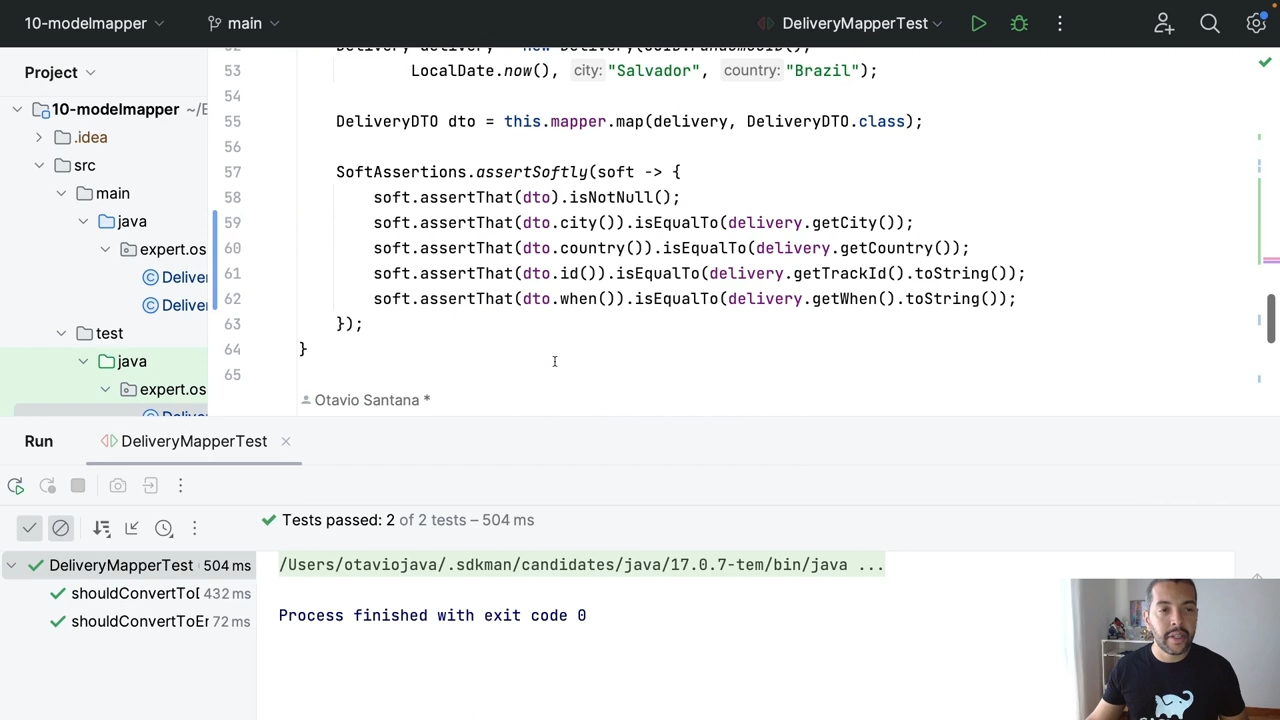 10-modelmapper
main
DeliveryMapperTest
Project
53 LocalDate.now(), city: "Salvador", country: "Brazil");
10-modelmapper
54
.idea
55 DeliveryDTO dto = this.mapper.map(delivery, DeliveryDTO.class);
src
56
main
57 SoftAssertions.assertSoftly(soft -> {
java
58 soft.assertThat(dto).isNotNull();
expert.os
59 soft.assertThat(dto.city()).isEqualTo(delivery.getCity());
60 soft.assertThat(dto.country()).isEqualTo(delivery.getCountry());
61 soft.assertThat(dto.id()).isEqualTo(delivery.getTrackId().toString());
62 soft.assertThat(dto.when()).isEqualTo(delivery.getWhen().toString());
Deliver
Deliver
test
63 });
java
64 }
expert.os
65
Otavio Santana *
Run
DeliveryMapperTest
Tests passed: 2 of 2 tests – 504 ms
DeliveryMapperTest 504 ms
/Users/otaviojava/.sdkman/candidates/java/17.0.7-tem/bin/java ...
432 ms
Process finished with exit code 0
72 ms